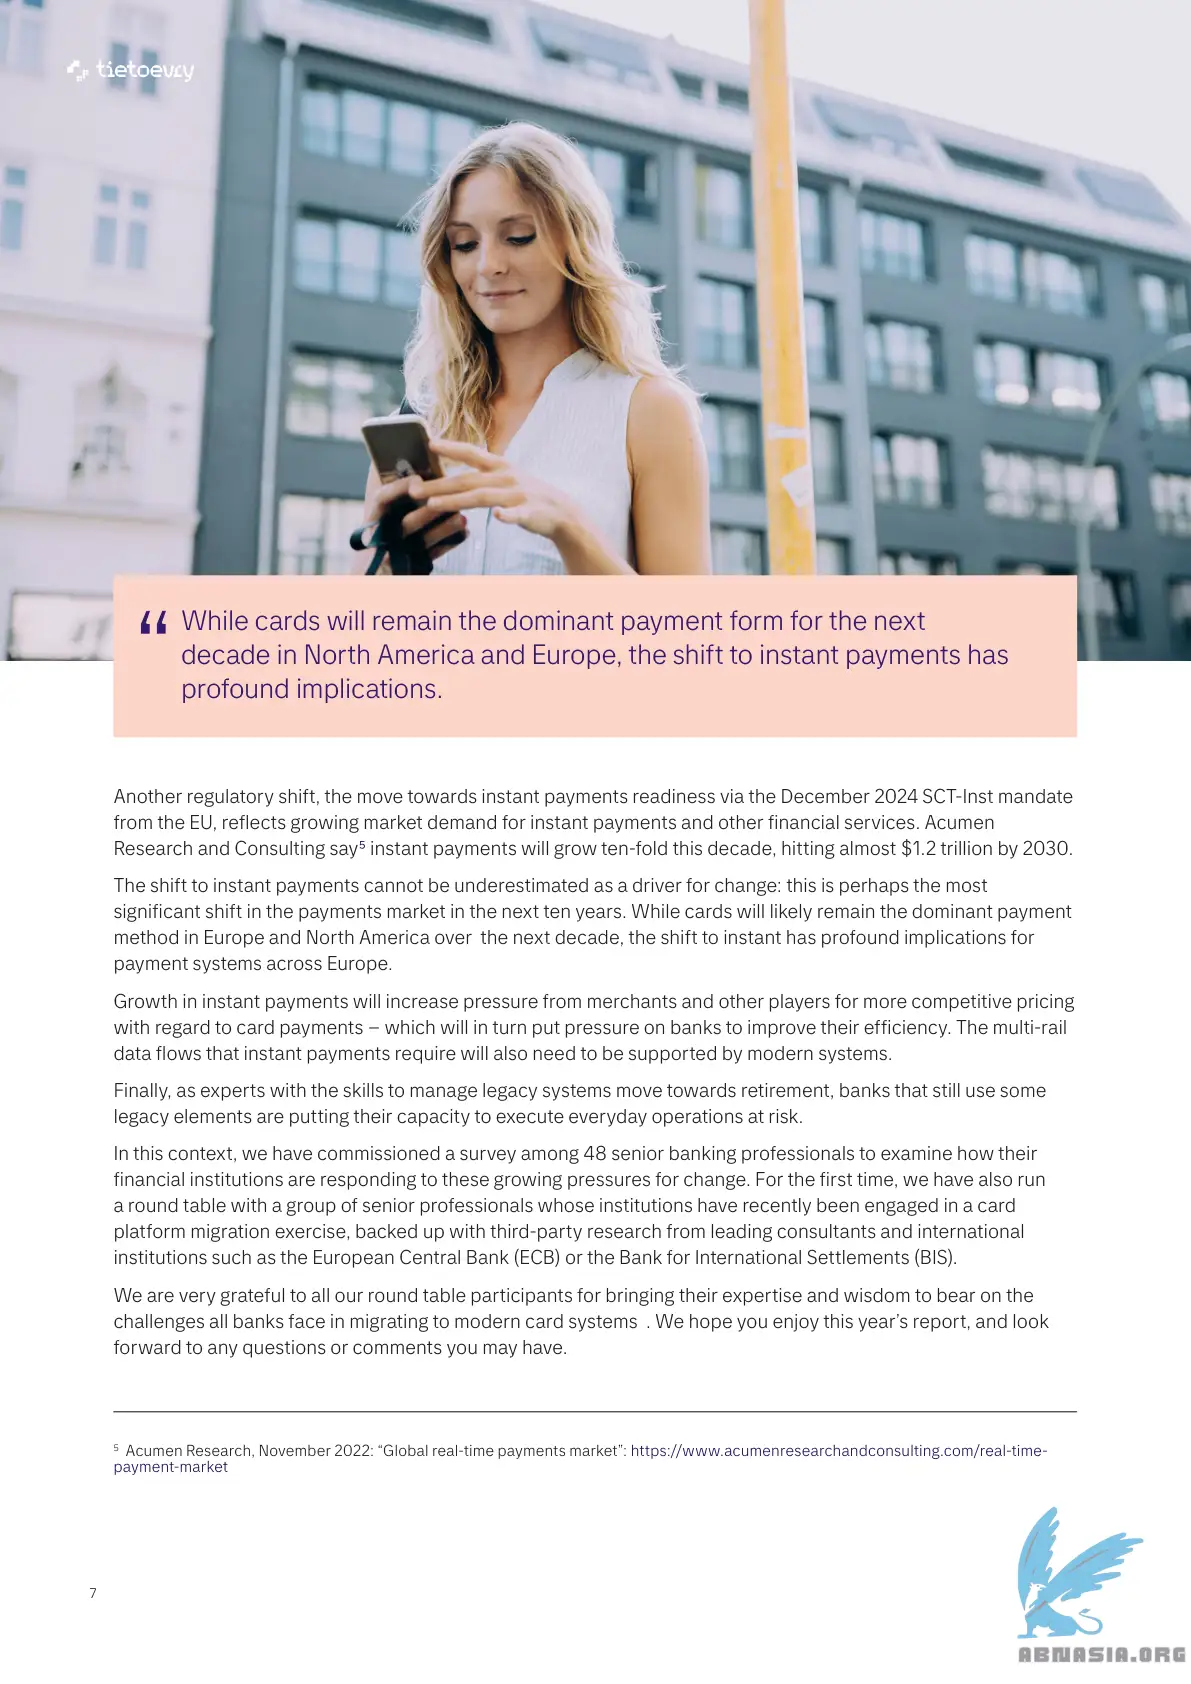 tietoevry
“ While cards will remain the dominant payment form for the next
decade in North America and Europe, the shift to instant payments has
profound implications.
Another regulatory shift, the move towards instant payments readiness via the December 2024 SCT-Inst mandate
from the EU, reflects growing market demand for instant payments and other financial services. Acumen
Research and Consulting say⁵ instant payments will grow ten-fold this decade, hitting almost $1.2 trillion by 2030.
The shift to instant payments cannot be underestimated as a driver for change: this is perhaps the most
significant shift in the payments market in the next ten years. While cards will likely remain the dominant payment
method in Europe and North America over  the next decade, the shift to instant has profound implications for
payment systems across Europe.
Growth in instant payments will increase pressure from merchants and other players for more competitive pricing
with regard to card payments – which will in turn put pressure on banks to improve their efficiency. The multi-rail
data flows that instant payments require will also need to be supported by modern systems.
Finally, as experts with the skills to manage legacy systems move towards retirement, banks that still use some
legacy elements are putting their capacity to execute everyday operations at risk.
In this context, we have commissioned a survey among 48 senior banking professionals to examine how their
financial institutions are responding to these growing pressures for change. For the first time, we have also run
a round table with a group of senior professionals whose institutions have recently been engaged in a card
platform migration exercise, backed up with third-party research from leading consultants and international
institutions such as the European Central Bank (ECB) or the Bank for International Settlements (BIS).
We are very grateful to all our round table participants for bringing their expertise and wisdom to bear on the
challenges all banks face in migrating to modern card systems  . We hope you enjoy this year’s report, and look
forward to any questions or comments you may have.
⁵ Acumen Research, November 2022: “Global real-time payments market”: https://www.acumenresearchandconsulting.com/real-time-
payment-market
7
ABNASIA.ORG